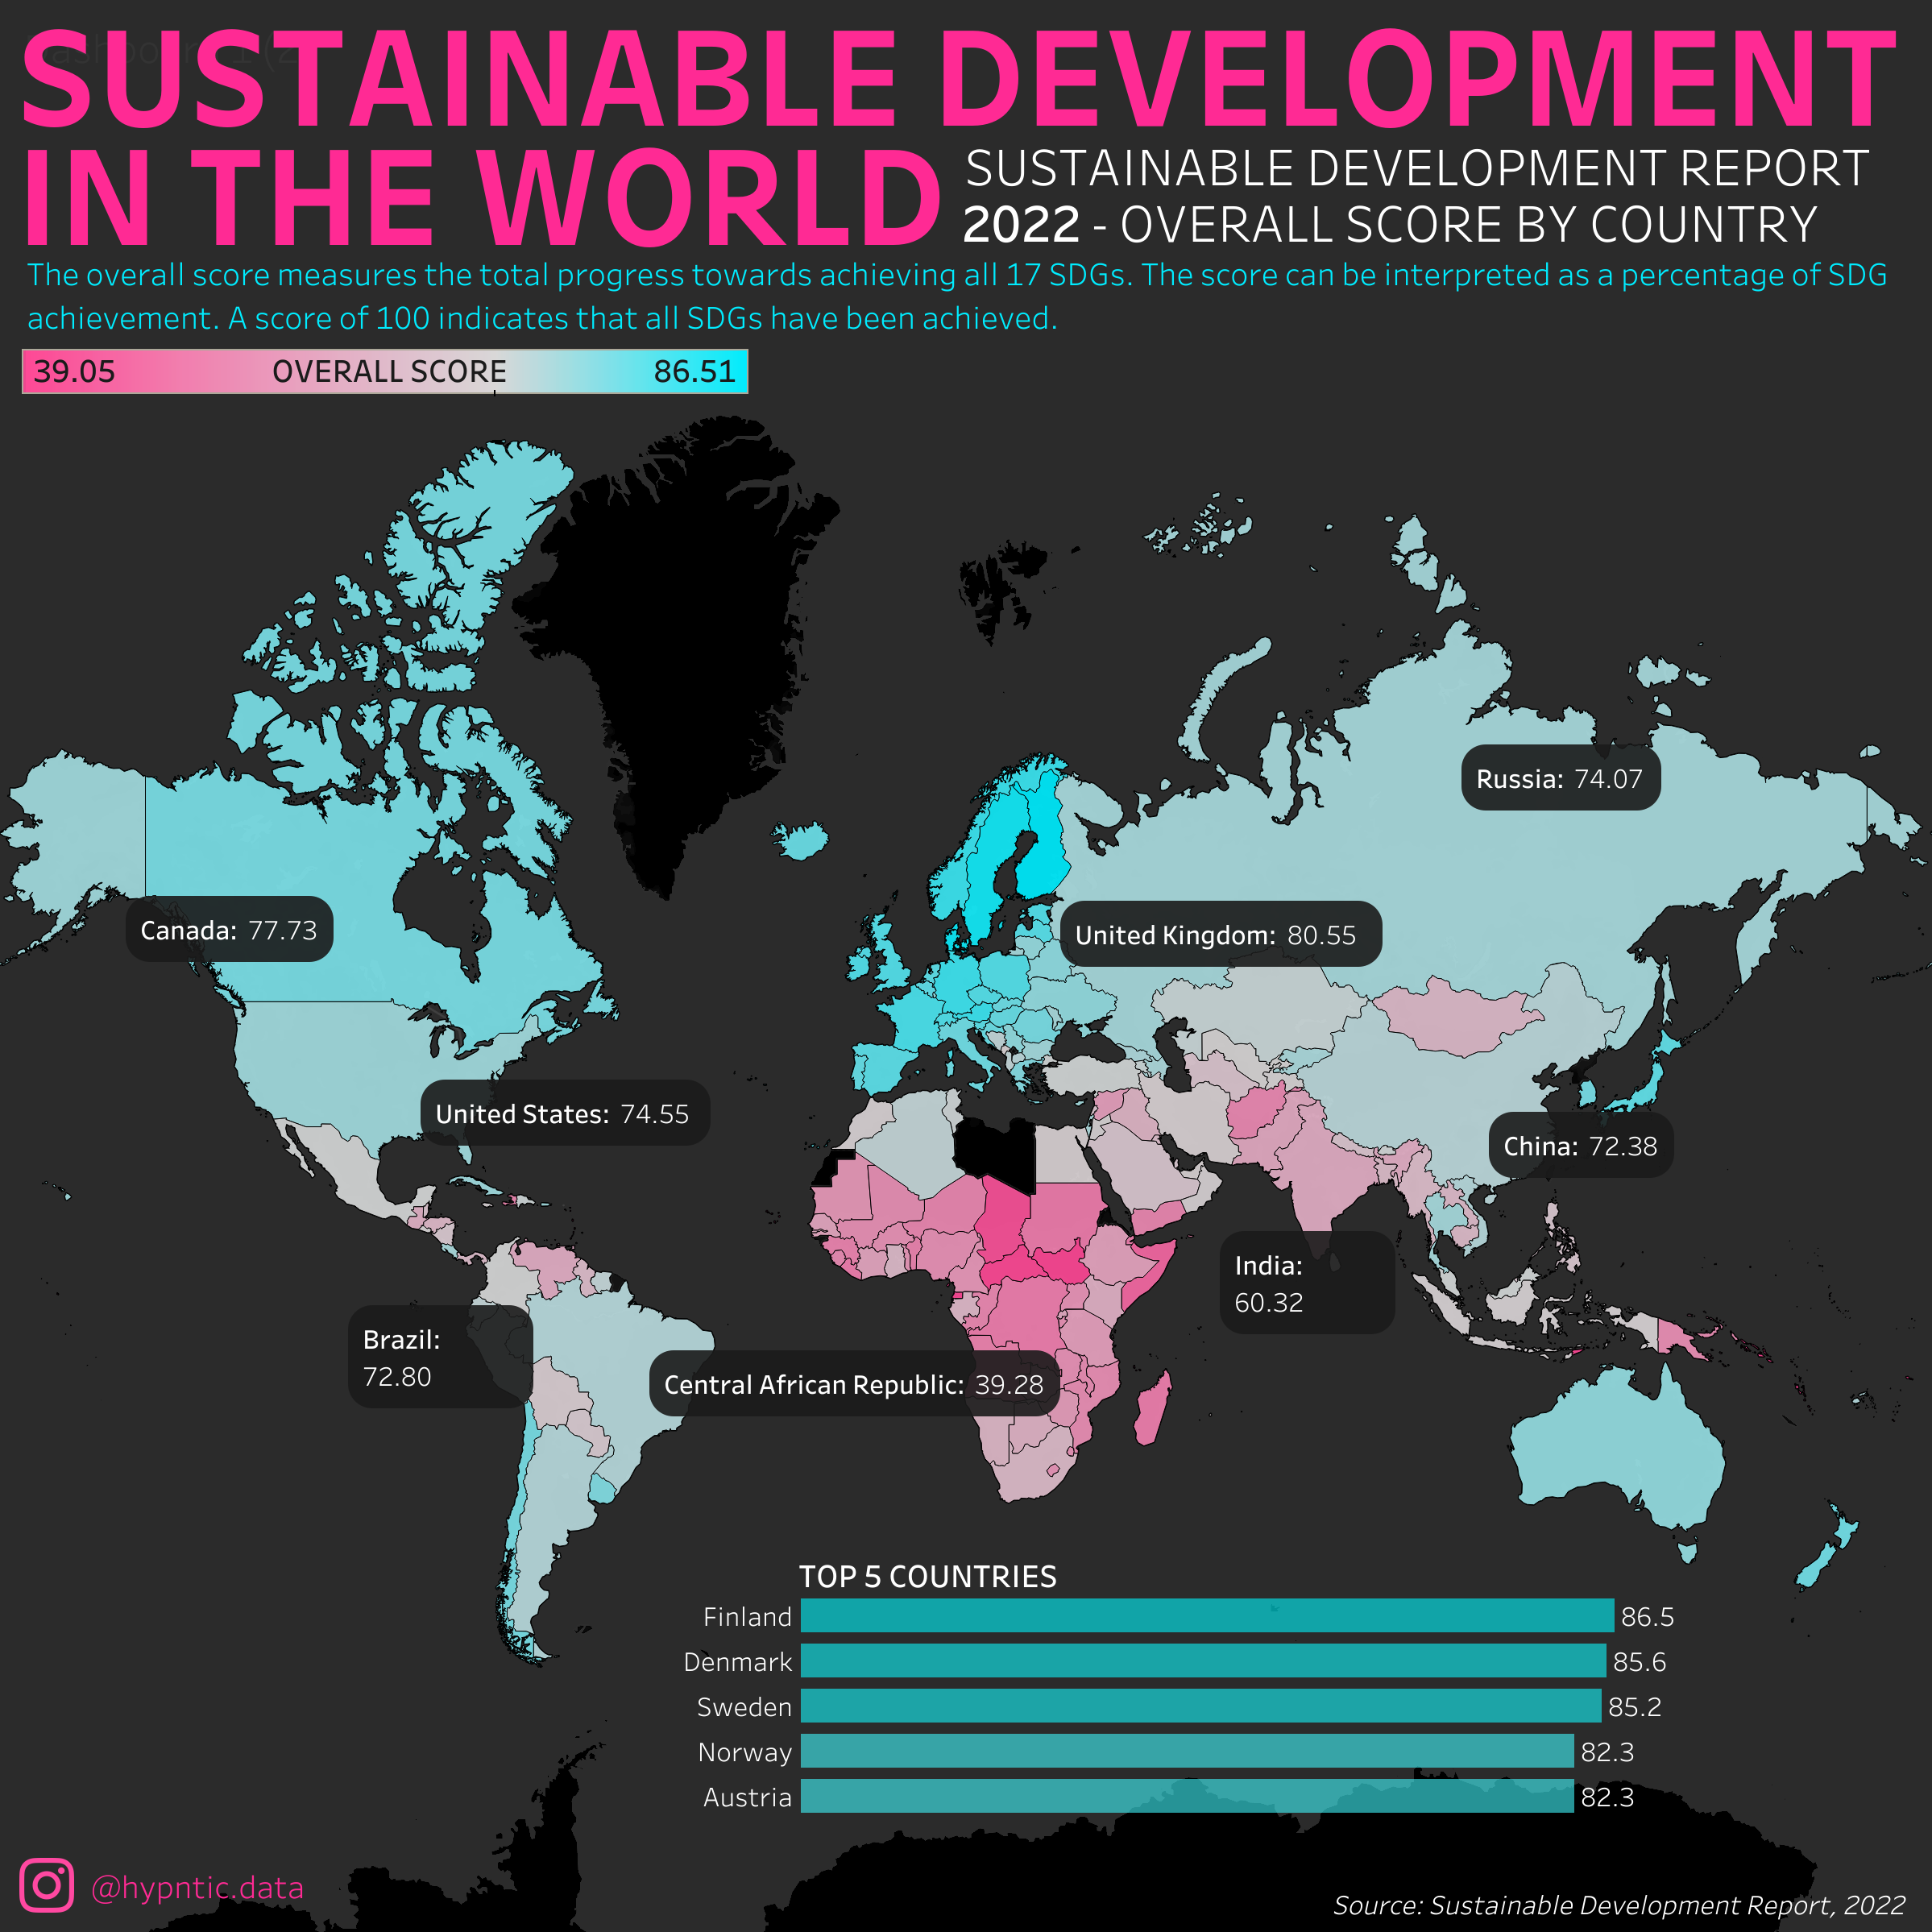 SUSTAINABLE DEVELOPMENT
IN THE WORLD
SUSTAINABLE DEVELOPMENT REPORT
2022 - OVERALL SCORE BY COUNTRY
The overall score measures the total progress towards achieving all 17 SDGs. The score can be interpreted as a percentage of SDG
achievement. A score of 100 indicates that all SDGs have been achieved.
39.05 OVERALL SCORE 86.51
Russia: 74.07
Canada: 77.73
United Kingdom: 80.55
United States: 74.55
China: 72.38
India:
60.32
Brazil:
72.80
Central African Republic: 39.28
TOP 5 COUNTRIES
Finland 86.5
Denmark 85.6
Sweden 85.2
Norway 82.3
Austria 82.3
@hypntic.data
Source: Sustainable Development Report, 2022